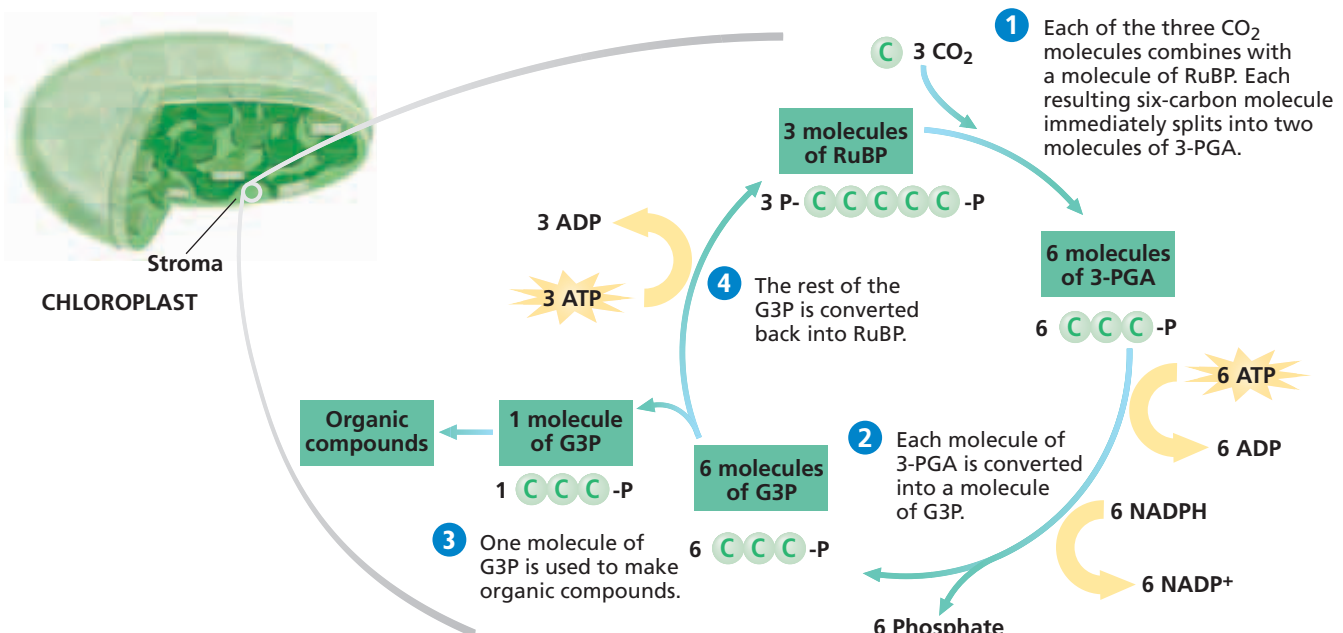 1 Each of the three CO₂
molecules combines with
a molecule of RuBP. Each
resulting six-carbon molecule
immediately splits into two
molecules of 3-PGA.
C 3 CO₂
3 molecules
of RuBP
3 P- C C C C C -P
6 molecules
of 3-PGA
6 C C C -P
Stroma
CHLOROPLAST
3 ADP
3 ATP
4 The rest of the
G3P is converted
back into RuBP.
6 ATP
6 ADP
6 NADPH
6 NADP+
2 Each molecule of
3-PGA is converted
into a molecule
of G3P.
6 Phosphate
6 molecules
of G3P
6 C C C -P
1 molecule
of G3P
1 C C C -P
Organic
compounds
3 One molecule of
G3P is used to make
organic compounds.